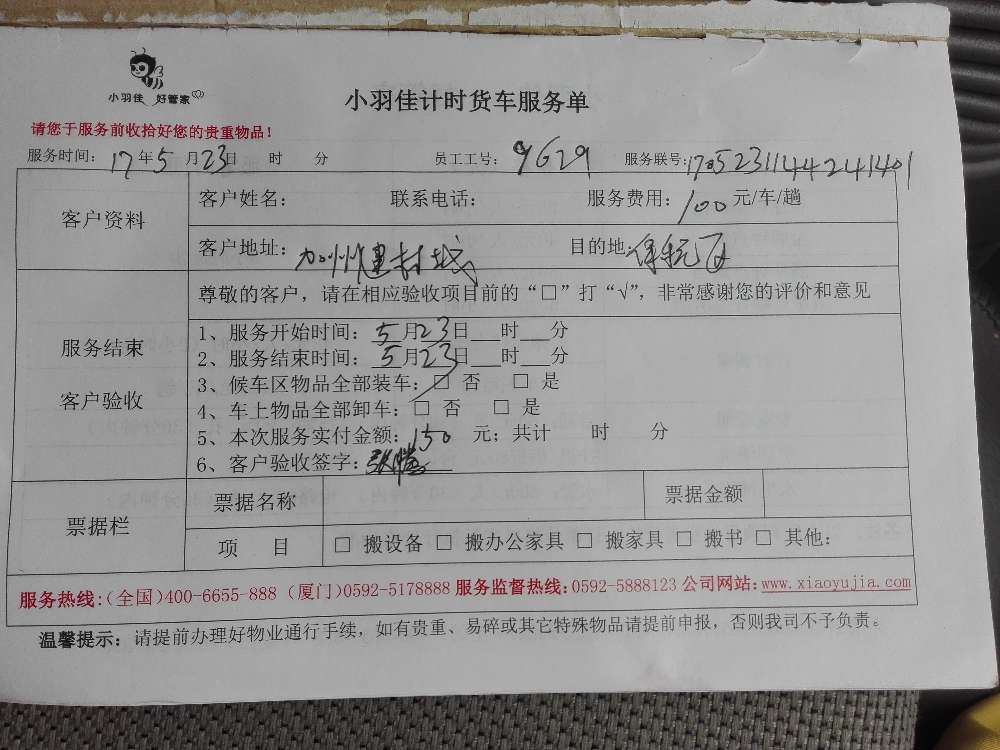 小羽佳 好管家
小羽佳计时货车服务单
请您于服务前收拾好您的贵重物品!
服务时间: 17年5月23日 时 分 员工工号: 9629 服务联号:
客户资料
客户姓名: 联系电话: 服务费用: 100元/车/趟
客户地址: 加州建材城 目的地: 保税区
服务结束
客户验收
尊敬的客户，请在相应验收项目前的“□”打“√”，非常感谢您的评价和意见
1、服务开始时间: 5月23日___时___分
2、服务结束时间: 5月23日___时___分
3、候车区物品全部装车: □ 否 □ 是
4、车上物品全部卸车: □ 否 □ 是
5、本次服务实付金额: 150 元; 共计 时 分
6、客户验收签字:
票据栏
票据名称 票据金额
项 目 □ 搬设备 □ 搬办公家具 □ 搬家具 □ 搬书 □ 其他:
服务热线:(全国)400-6655-888 (厦门)0592-5178888 服务监督热线:0592-5888123 公司网站:www.xiaoyujia.com
温馨提示: 请提前办理好物业通行手续，如有贵重、易碎或其它特殊物品请提前申报，否则我司不予负责。